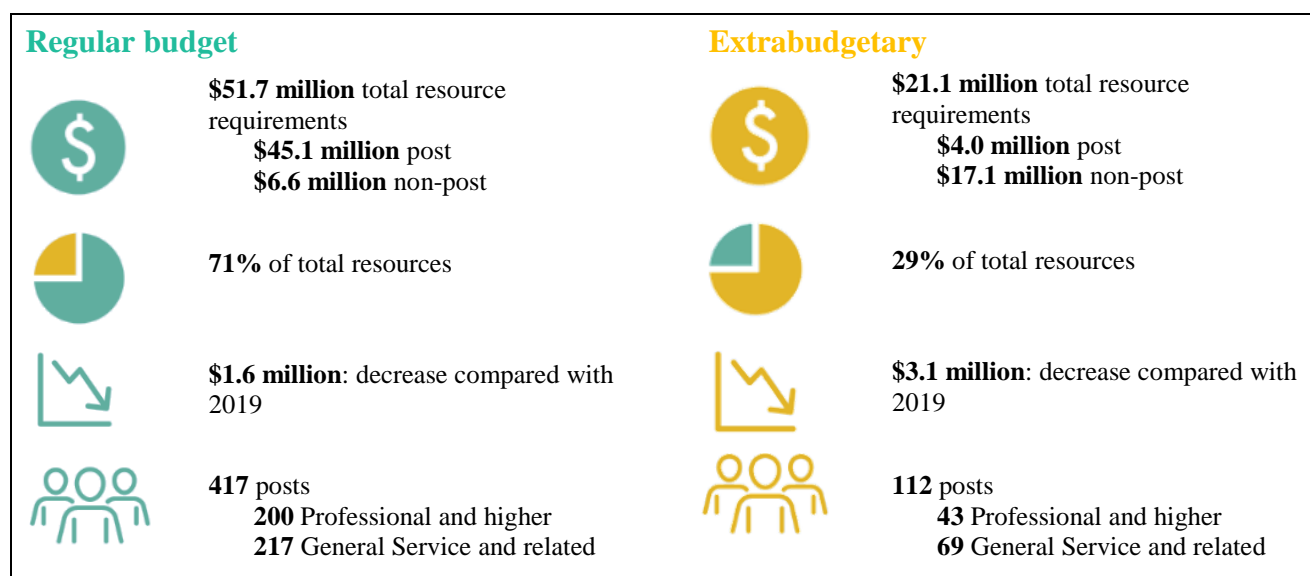 Regular budget
$51.7 million total resource
requirements
$45.1 million post
$6.6 million non-post
71% of total resources
$1.6 million: decrease compared with
2019
417 posts
200 Professional and higher
217 General Service and related
Extrabudgetary
$21.1 million total resource
requirements
$4.0 million post
$17.1 million non-post
29% of total resources
$3.1 million: decrease compared with
2019
112 posts
43 Professional and higher
69 General Service and related